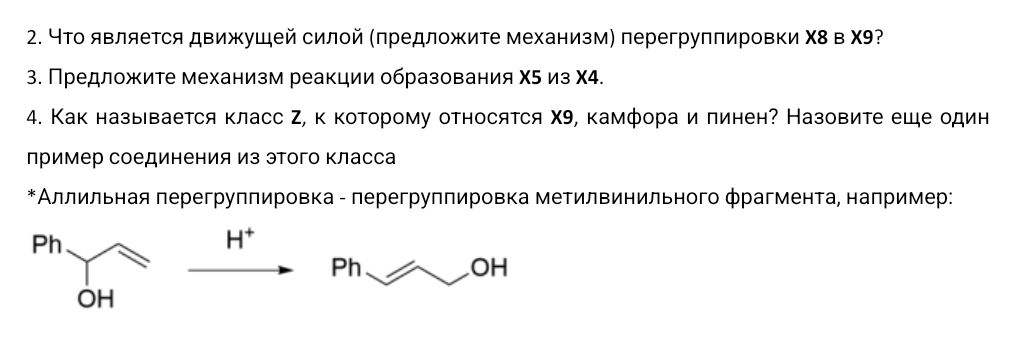 2. Что является движущей силой (предложите механизм) перегруппировки X8 в X9?
3. Предложите механизм реакции образования X5 из X4.
4. Как называется класс Z, к которому относятся X9, камфора и пинен? Назовите еще один
пример соединения из этого класса
*Аллильная перегруппировка - перегруппировка метилвинильного фрагмента, например:
Ph
OH
H+
Ph
OH